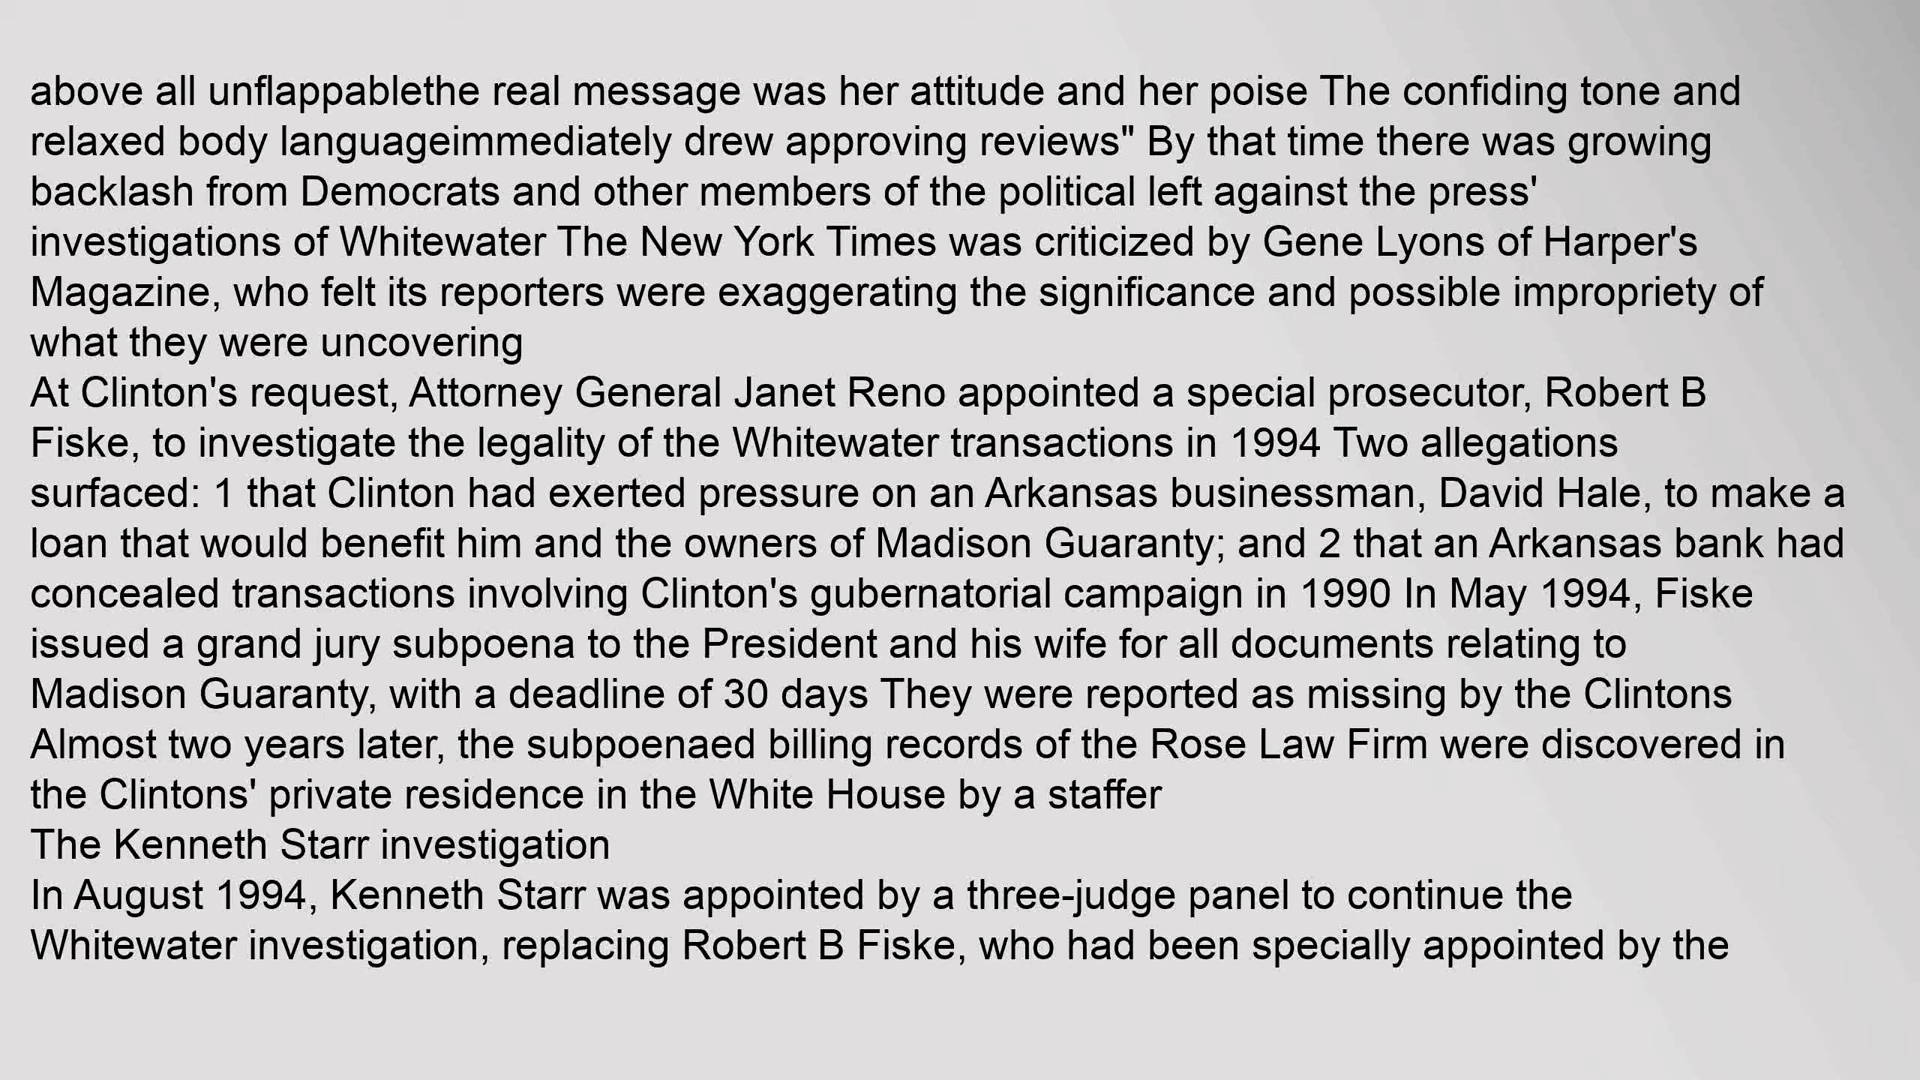 above all unflappablethe real message was her attitude and her poise The confiding tone and
relaxed body languageimmediately drew approving reviews" By that time there was growing
backlash from Democrats and other members of the political left against the press'
investigations of Whitewater The New York Times was criticized by Gene Lyons of Harper's
Magazine, who felt its reporters were exaggerating the significance and possible impropriety of
what they were uncovering
At Clinton's request, Attorney General Janet Reno appointed a special prosecutor, Robert B
Fiske, to investigate the legality of the Whitewater transactions in 1994 Two allegations
surfaced: 1 that Clinton had exerted pressure on an Arkansas businessman, David Hale, to make a
loan that would benefit him and the owners of Madison Guaranty; and 2 that an Arkansas bank had
concealed transactions involving Clinton's gubernatorial campaign in 1990 In May 1994, Fiske
issued a grand jury subpoena to the President and his wife for all documents relating to
Madison Guaranty, with a deadline of 30 days They were reported as missing by the Clintons
Almost two years later, the subpoenaed billing records of the Rose Law Firm were discovered in
the Clintons' private residence in the White House by a staffer
The Kenneth Starr investigation
In August 1994, Kenneth Starr was appointed by a three-judge panel to continue the
Whitewater investigation, replacing Robert B Fiske, who had been specially appointed by the